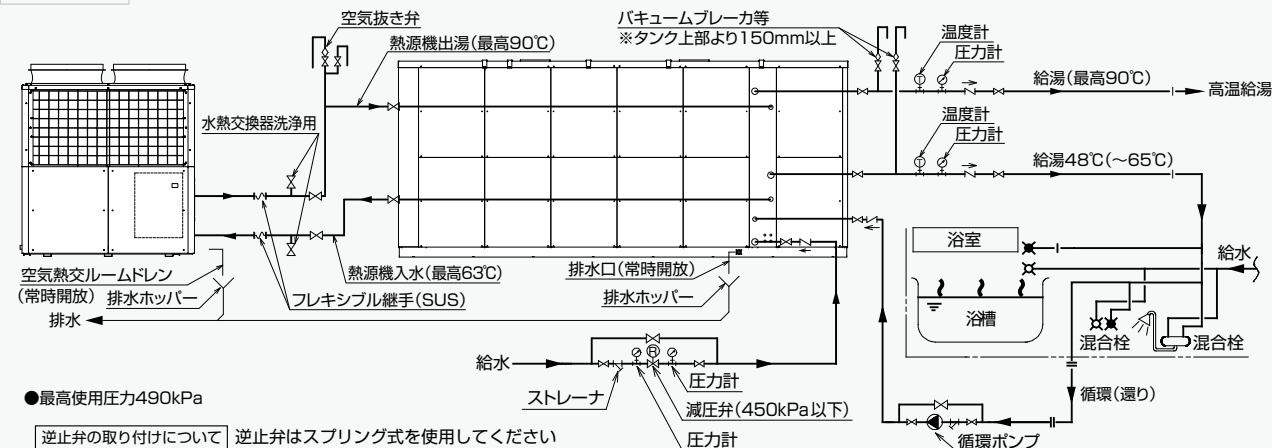 空気抜き弁
熱源機出湯(最高90℃)
バキュームブレーカ等
※タンク上部より150mm以上
温度計
圧力計
給湯(最高90℃)
高温給湯
水熱交換器洗浄用
温度計
圧力計
給湯48℃(〜65℃)
浴室
給水
空気熱交ルームドレン
(常時開放)
排水ホッパー
排水
熱源機入水(最高63℃)
フレキシブル継手(SUS)
排水口(常時開放)
排水ホッパー
浴槽
混合栓
混合栓
給水
R
ストレーナ
圧力計
減圧弁(450kPa以下)
圧力計
循環(還り)
循環ポンプ
●最高使用圧力490kPa
逆止弁の取り付けについて 逆止弁はスプリング式を使用してください